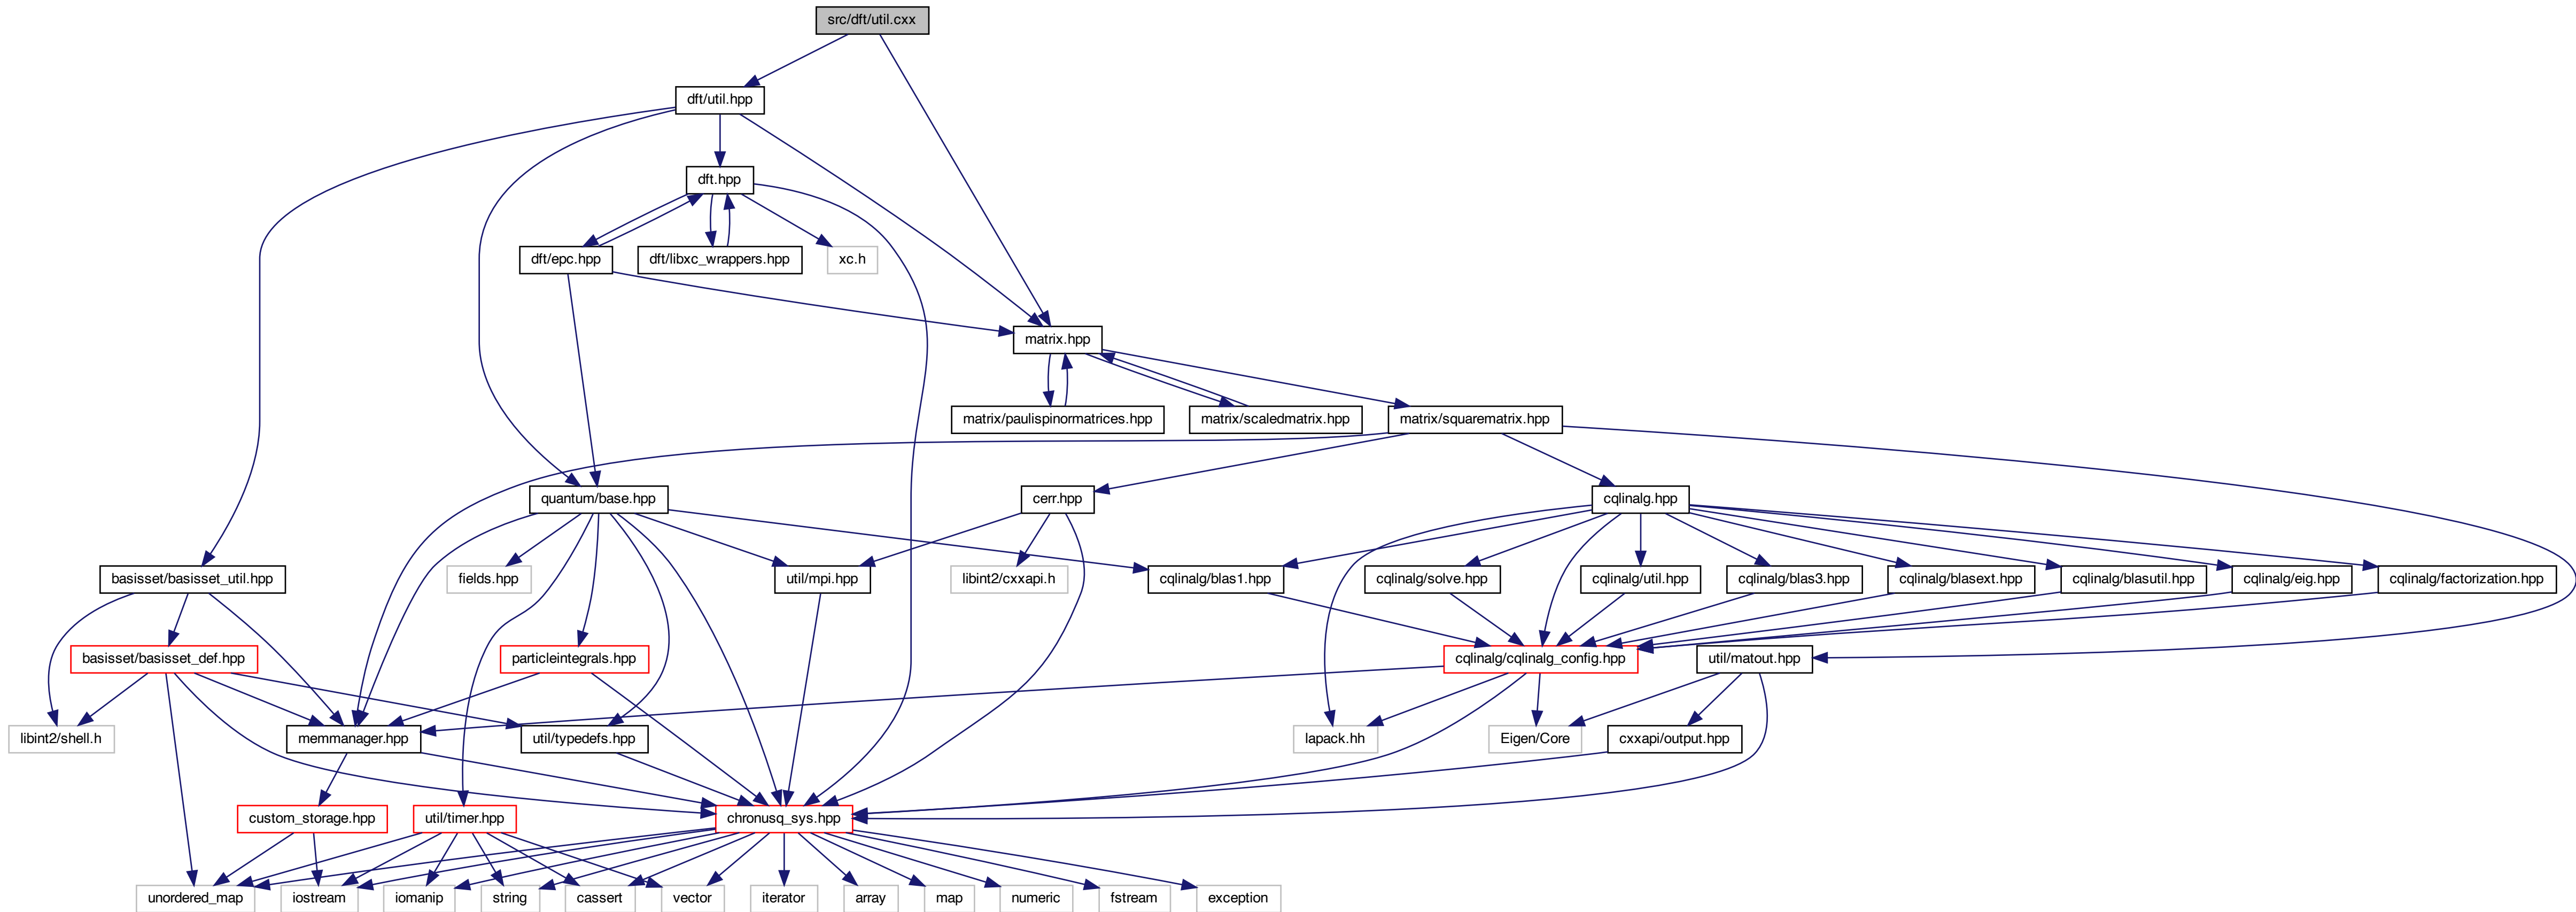 src/dft/util.cxx
dft/util.hpp
dft.hpp
dft/epc.hpp
dft/libxc_wrappers.hpp
xc.h
matrix.hpp
matrix/paulispinormatrices.hpp
matrix/scaledmatrix.hpp
matrix/squarematrix.hpp
quantum/base.hpp
cerr.hpp
cqlinalg.hpp
basisset/basisset_util.hpp
fields.hpp
util/mpi.hpp
libint2/cxxapi.h
cqlinalg/blas1.hpp
cqlinalg/solve.hpp
cqlinalg/util.hpp
cqlinalg/blas3.hpp
cqlinalg/blasext.hpp
cqlinalg/blasutil.hpp
cqlinalg/eig.hpp
cqlinalg/factorization.hpp
basisset/basisset_def.hpp
particleintegrals.hpp
cqlinalg/cqlinalg_config.hpp
util/matout.hpp
libint2/shell.h
memmanager.hpp
util/typedefs.hpp
lapack.hh
Eigen/Core
cxxapi/output.hpp
custom_storage.hpp
util/timer.hpp
chronusq_sys.hpp
unordered_map
iostream
iomanip
string
cassert
vector
iterator
array
map
numeric
fstream
exception